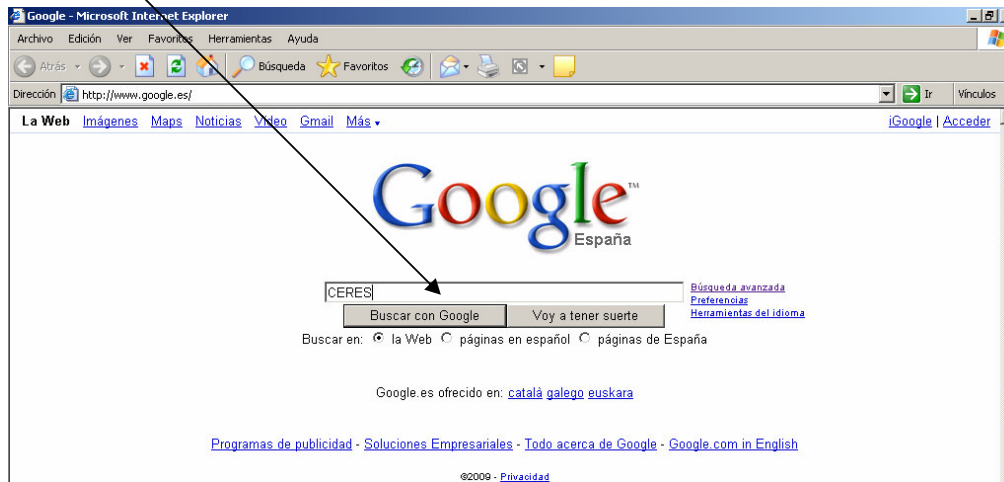 Google - Microsoft Internet Explorer
Archivo Edición Ver Favoritos Herramientas Ayuda
Atrás Búsqueda Favoritos
Dirección http://www.google.es/ Ir Vínculos
La Web Imágenes Maps Noticias Vídeo Gmail Más iGoogle | Acceder
Google™
España
CERES
Búsqueda avanzada
Preferencias
Herramientas del idioma
Buscar con Google Voy a tener suerte
Buscar en: la Web páginas en español páginas de España
Google.es ofrecido en: català galego euskara
Programas de publicidad - Soluciones Empresariales - Todo acerca de Google - Google.com in English
©2009 - Privacidad